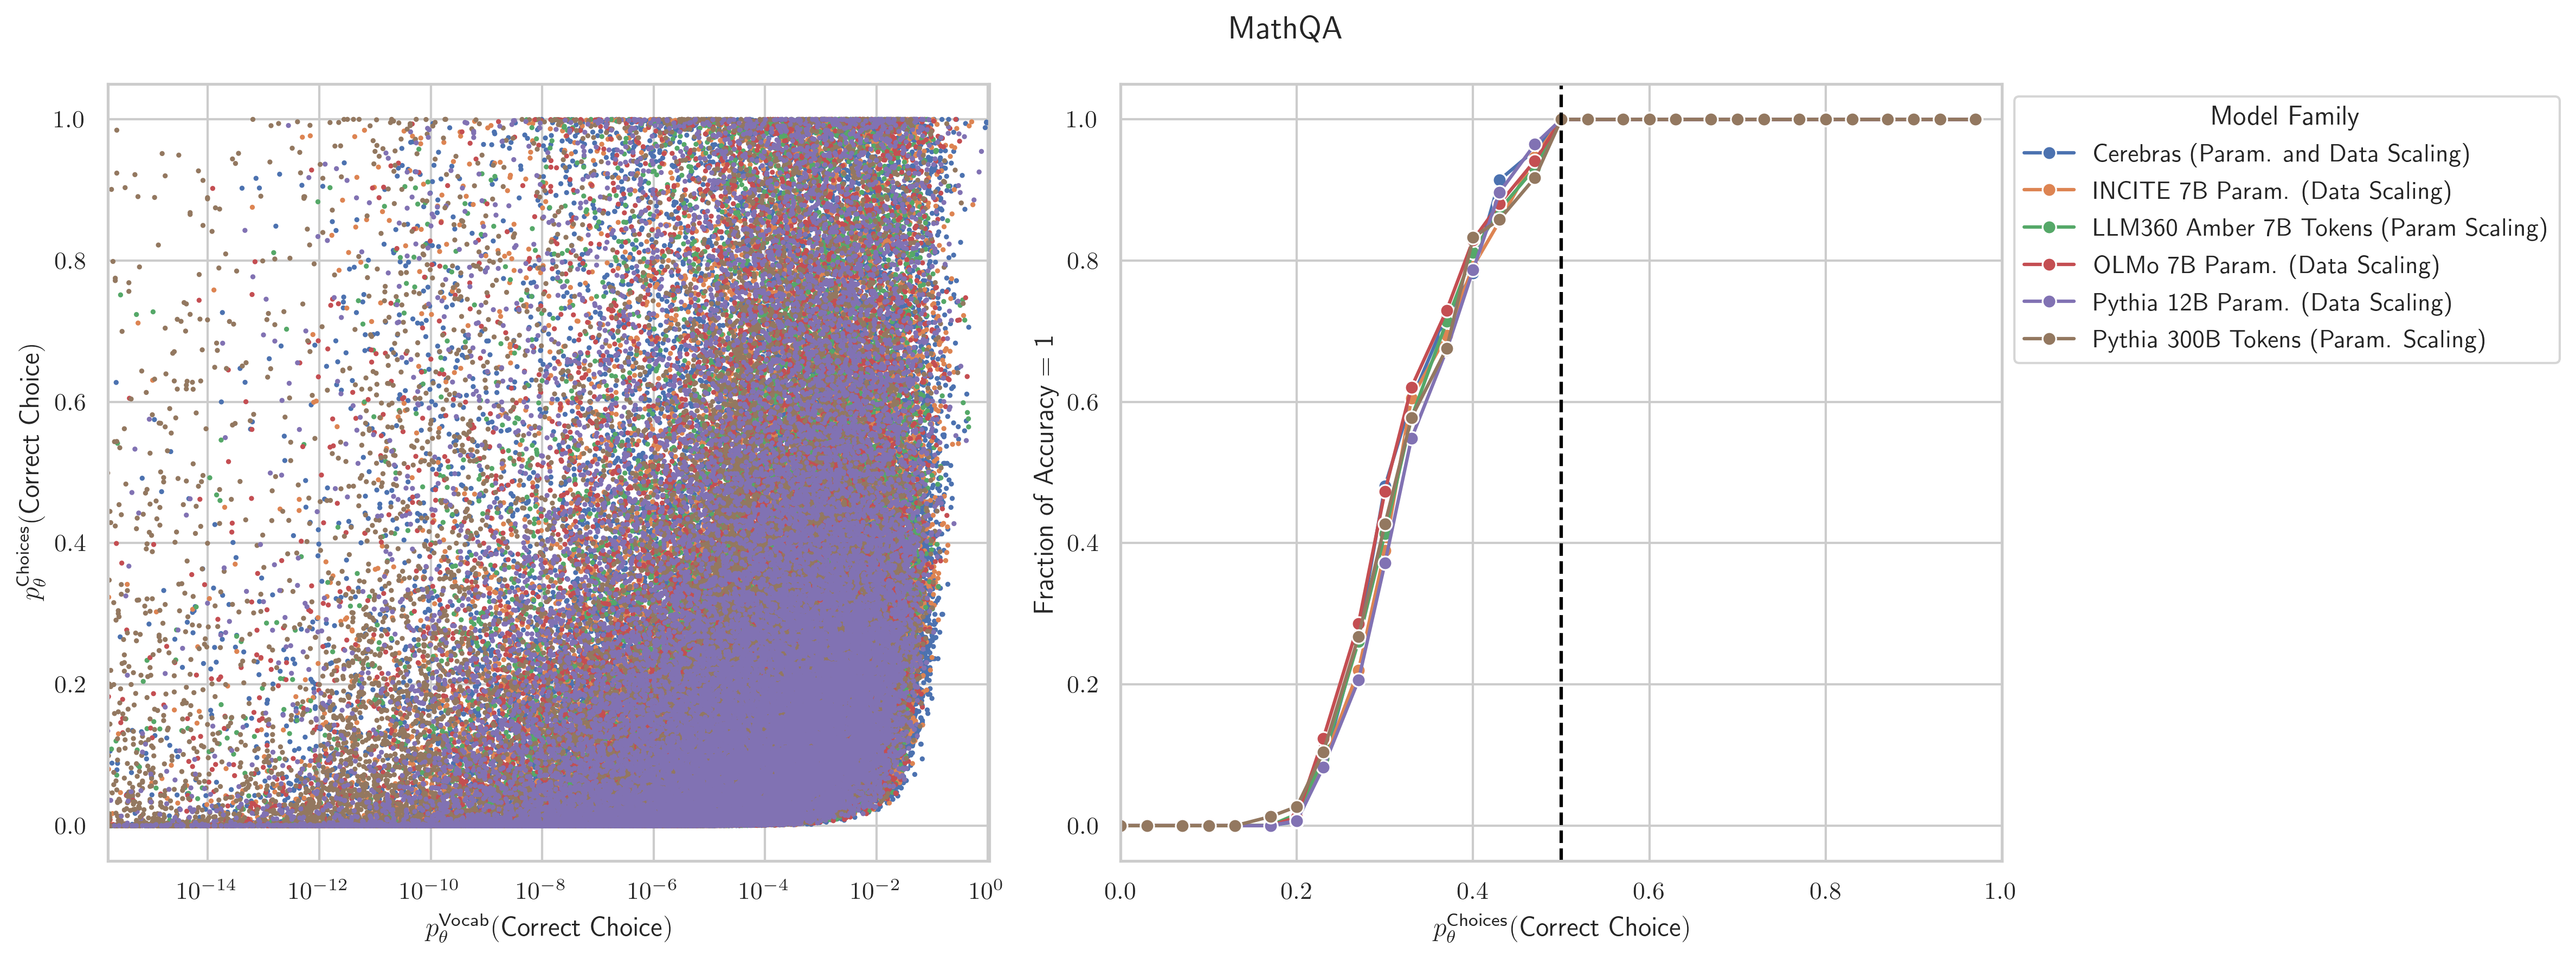 MathQA
1.0
0.8
0.6
0.4
0.2
0.0
p_θ^Choices(Correct Choice)
10^−14 10^−12 10^−10 10^−8 10^−6 10^−4 10^−2 10^0
p_θ^Vocab(Correct Choice)
1.0
0.8
0.6
0.4
0.2
0.0
Fraction of Accuracy = 1
0.0 0.2 0.4 0.6 0.8 1.0
p_θ^Choices(Correct Choice)
Model Family
Cerebras (Param. and Data Scaling)
INCITE 7B Param. (Data Scaling)
LLM360 Amber 7B Tokens (Param Scaling)
OLMo 7B Param. (Data Scaling)
Pythia 12B Param. (Data Scaling)
Pythia 300B Tokens (Param. Scaling)